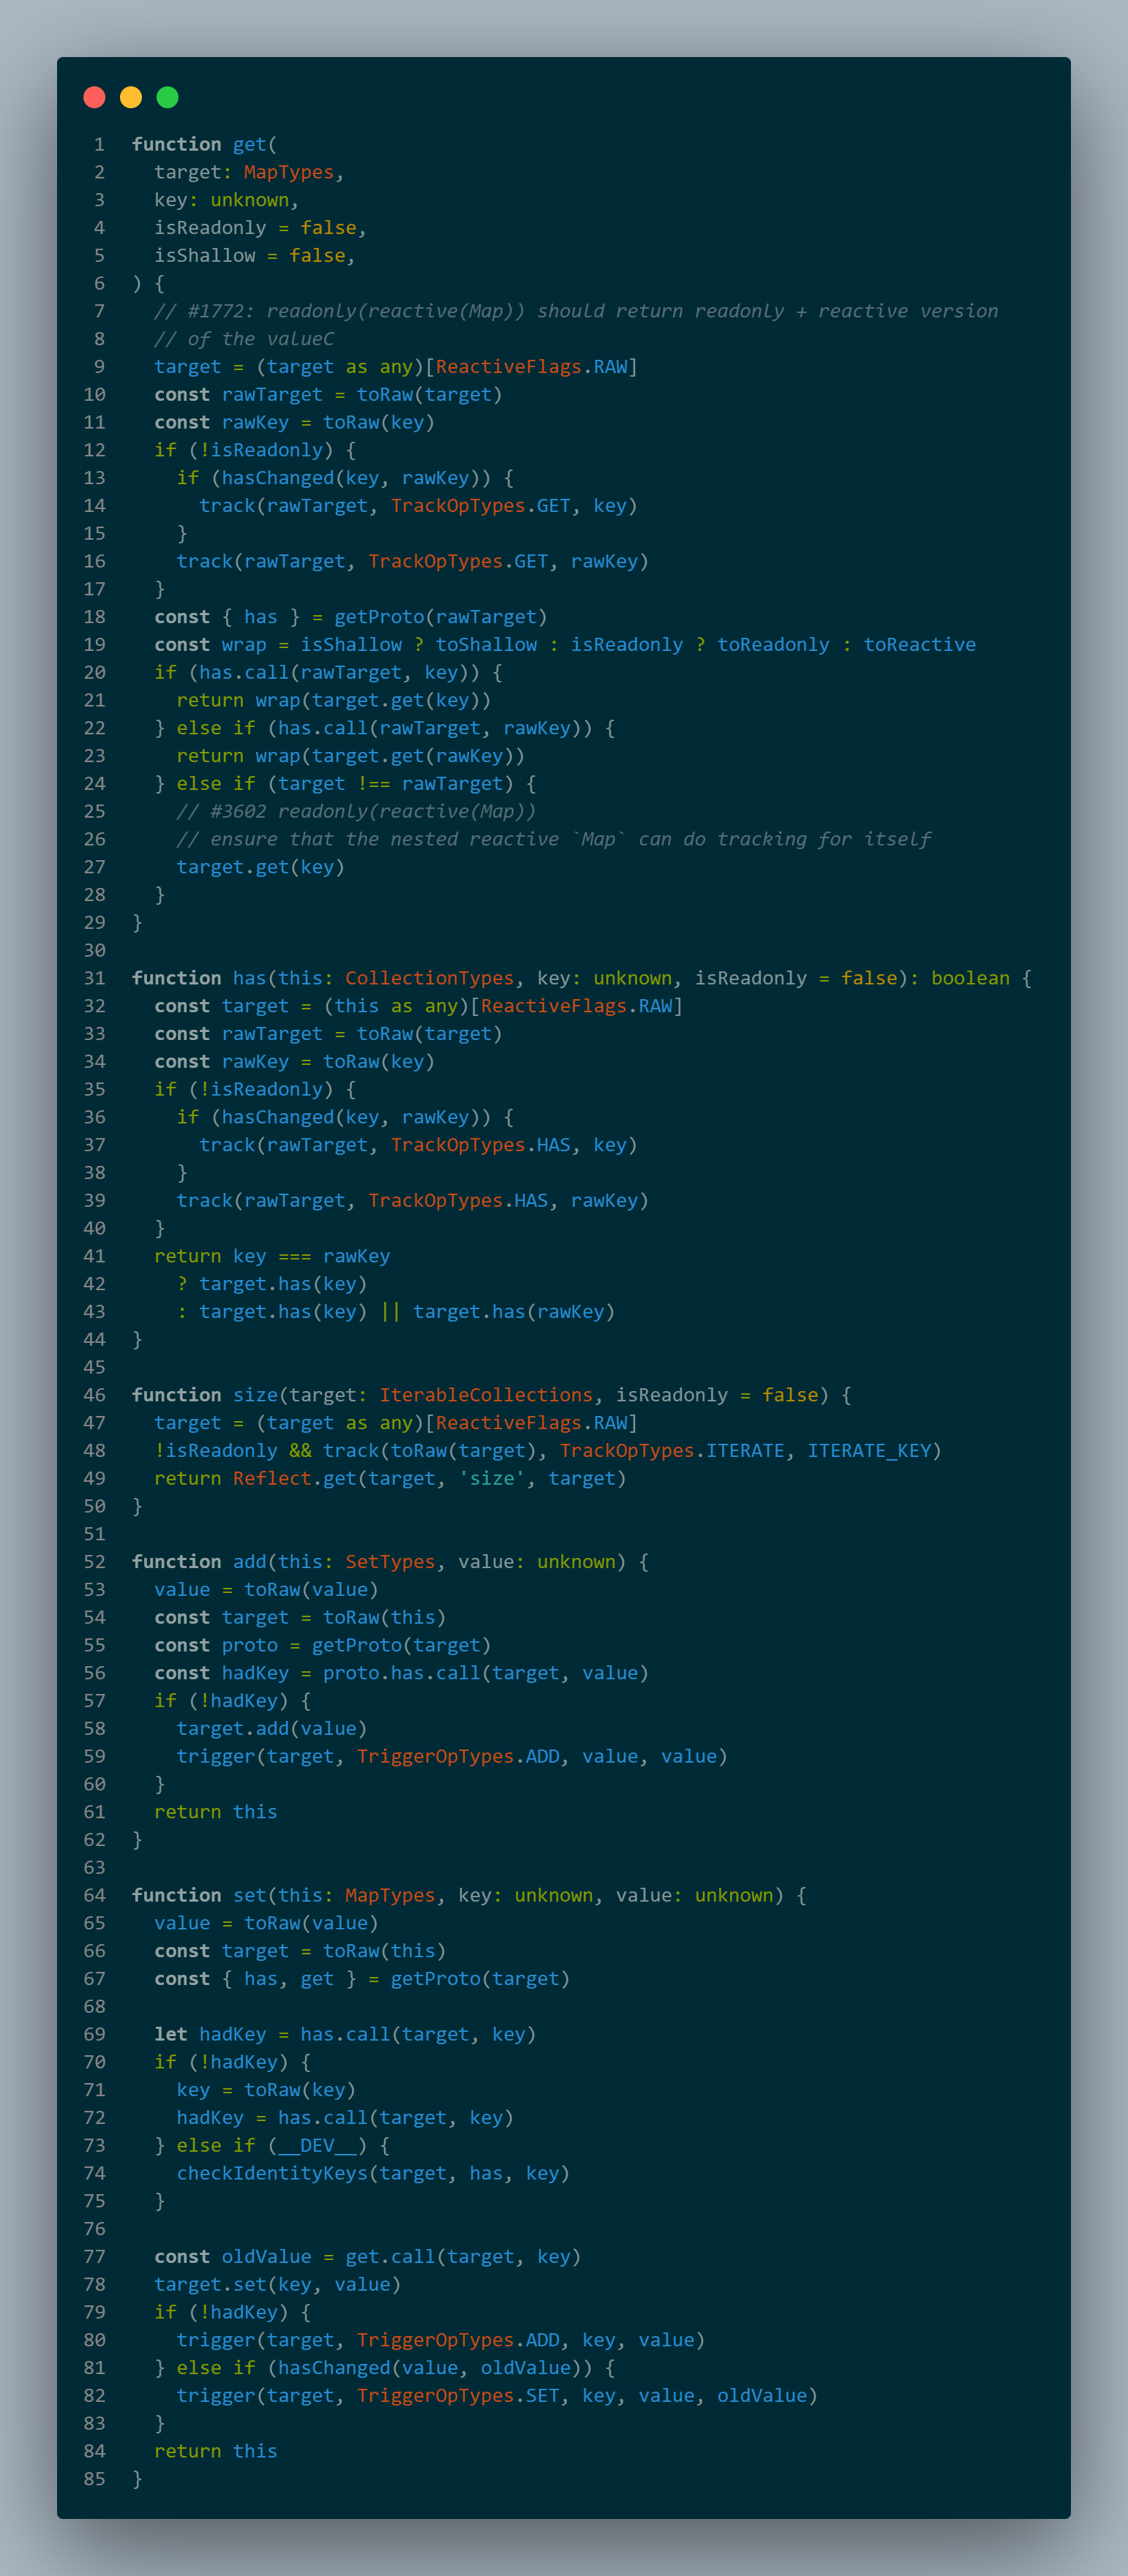 1 function get(
2   target: MapTypes,
3   key: unknown,
4   isReadonly = false,
5   isShallow = false,
6 ) {
7   // #1772: readonly(reactive(Map)) should return readonly + reactive version
8   // of the valueC
9   target = (target as any)[ReactiveFlags.RAW]
10   const rawTarget = toRaw(target)
11   const rawKey = toRaw(key)
12   if (!isReadonly) {
13     if (hasChanged(key, rawKey)) {
14       track(rawTarget, TrackOpTypes.GET, key)
15     }
16     track(rawTarget, TrackOpTypes.GET, rawKey)
17   }
18   const { has } = getProto(rawTarget)
19   const wrap = isShallow ? toShallow : isReadonly ? toReadonly : toReactive
20   if (has.call(rawTarget, key)) {
21     return wrap(target.get(key))
22   } else if (has.call(rawTarget, rawKey)) {
23     return wrap(target.get(rawKey))
24   } else if (target !== rawTarget) {
25     // #3602 readonly(reactive(Map))
26     // ensure that the nested reactive `Map` can do tracking for itself
27     target.get(key)
28   }
29 }
30
31 function has(this: CollectionTypes, key: unknown, isReadonly = false): boolean {
32   const target = (this as any)[ReactiveFlags.RAW]
33   const rawTarget = toRaw(target)
34   const rawKey = toRaw(key)
35   if (!isReadonly) {
36     if (hasChanged(key, rawKey)) {
37       track(rawTarget, TrackOpTypes.HAS, key)
38     }
39     track(rawTarget, TrackOpTypes.HAS, rawKey)
40   }
41   return key === rawKey
42     ? target.has(key)
43     : target.has(key) || target.has(rawKey)
44 }
45
46 function size(target: IterableCollections, isReadonly = false) {
47   target = (target as any)[ReactiveFlags.RAW]
48   !isReadonly && track(toRaw(target), TrackOpTypes.ITERATE, ITERATE_KEY)
49   return Reflect.get(target, 'size', target)
50 }
51
52 function add(this: SetTypes, value: unknown) {
53   value = toRaw(value)
54   const target = toRaw(this)
55   const proto = getProto(target)
56   const hadKey = proto.has.call(target, value)
57   if (!hadKey) {
58     target.add(value)
59     trigger(target, TriggerOpTypes.ADD, value, value)
60   }
61   return this
62 }
63
64 function set(this: MapTypes, key: unknown, value: unknown) {
65   value = toRaw(value)
66   const target = toRaw(this)
67   const { has, get } = getProto(target)
68
69   let hadKey = has.call(target, key)
70   if (!hadKey) {
71     key = toRaw(key)
72     hadKey = has.call(target, key)
73   } else if (__DEV__) {
74     checkIdentityKeys(target, has, key)
75   }
76
77   const oldValue = get.call(target, key)
78   target.set(key, value)
79   if (!hadKey) {
80     trigger(target, TriggerOpTypes.ADD, key, value)
81   } else if (hasChanged(value, oldValue)) {
82     trigger(target, TriggerOpTypes.SET, key, value, oldValue)
83   }
84   return this
85 }